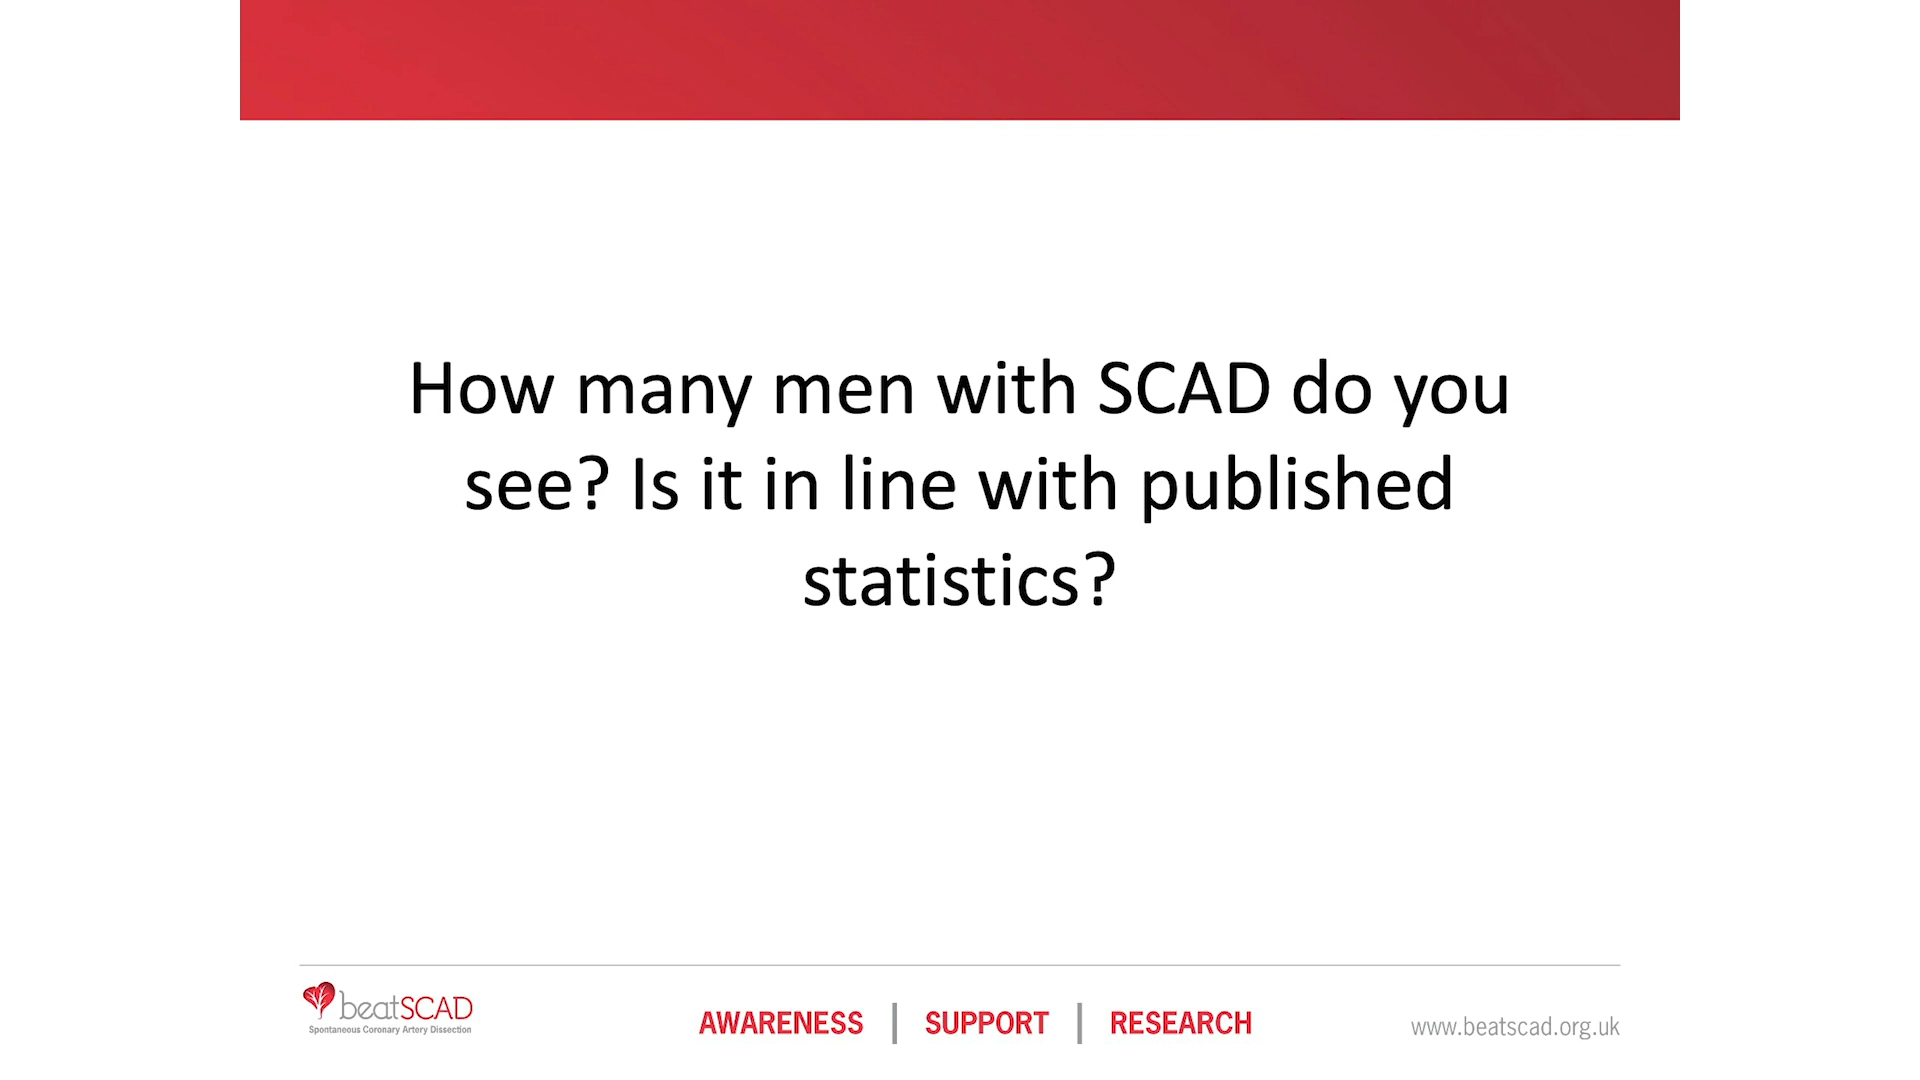 How many men with SCAD do you
see? Is it in line with published
statistics?
beatSCAD
Spontaneous Coronary Artery Dissection
AWARENESS | SUPPORT | RESEARCH
www.beatscad.org.uk